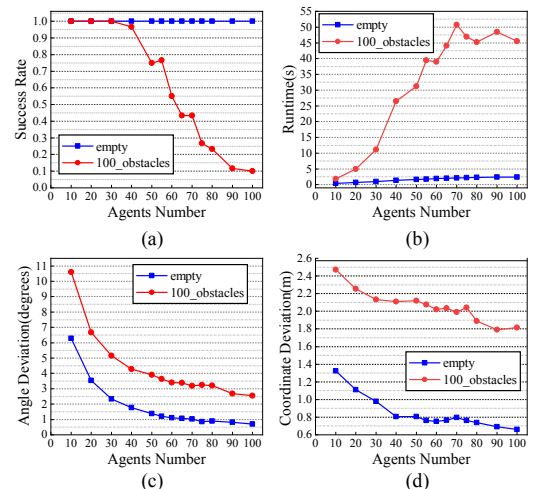 1.0
0.9
0.8
0.7
0.6
0.5
0.4
0.3
0.2
0.1
0.0
Success Rate
empty
100_obstacles
0 10 20 30 40 50 60 70 80 90 100
Agents Number
(a)
55
50
45
40
35
30
25
20
15
10
5
0
Runtime(s)
empty
100_obstacles
0 10 20 30 40 50 60 70 80 90 100
Agents Number
(b)
11
10
9
8
7
6
5
4
3
2
1
0
Angle Deviation(degrees)
empty
100_obstacles
0 10 20 30 40 50 60 70 80 90 100
Agents Number
(c)
2.6
2.4
2.2
2.0
1.8
1.6
1.4
1.2
1.0
0.8
0.6
Coordinate Deviation(m)
empty
100_obstacles
0 10 20 30 40 50 60 70 80 90 100
Agents Number
(d)